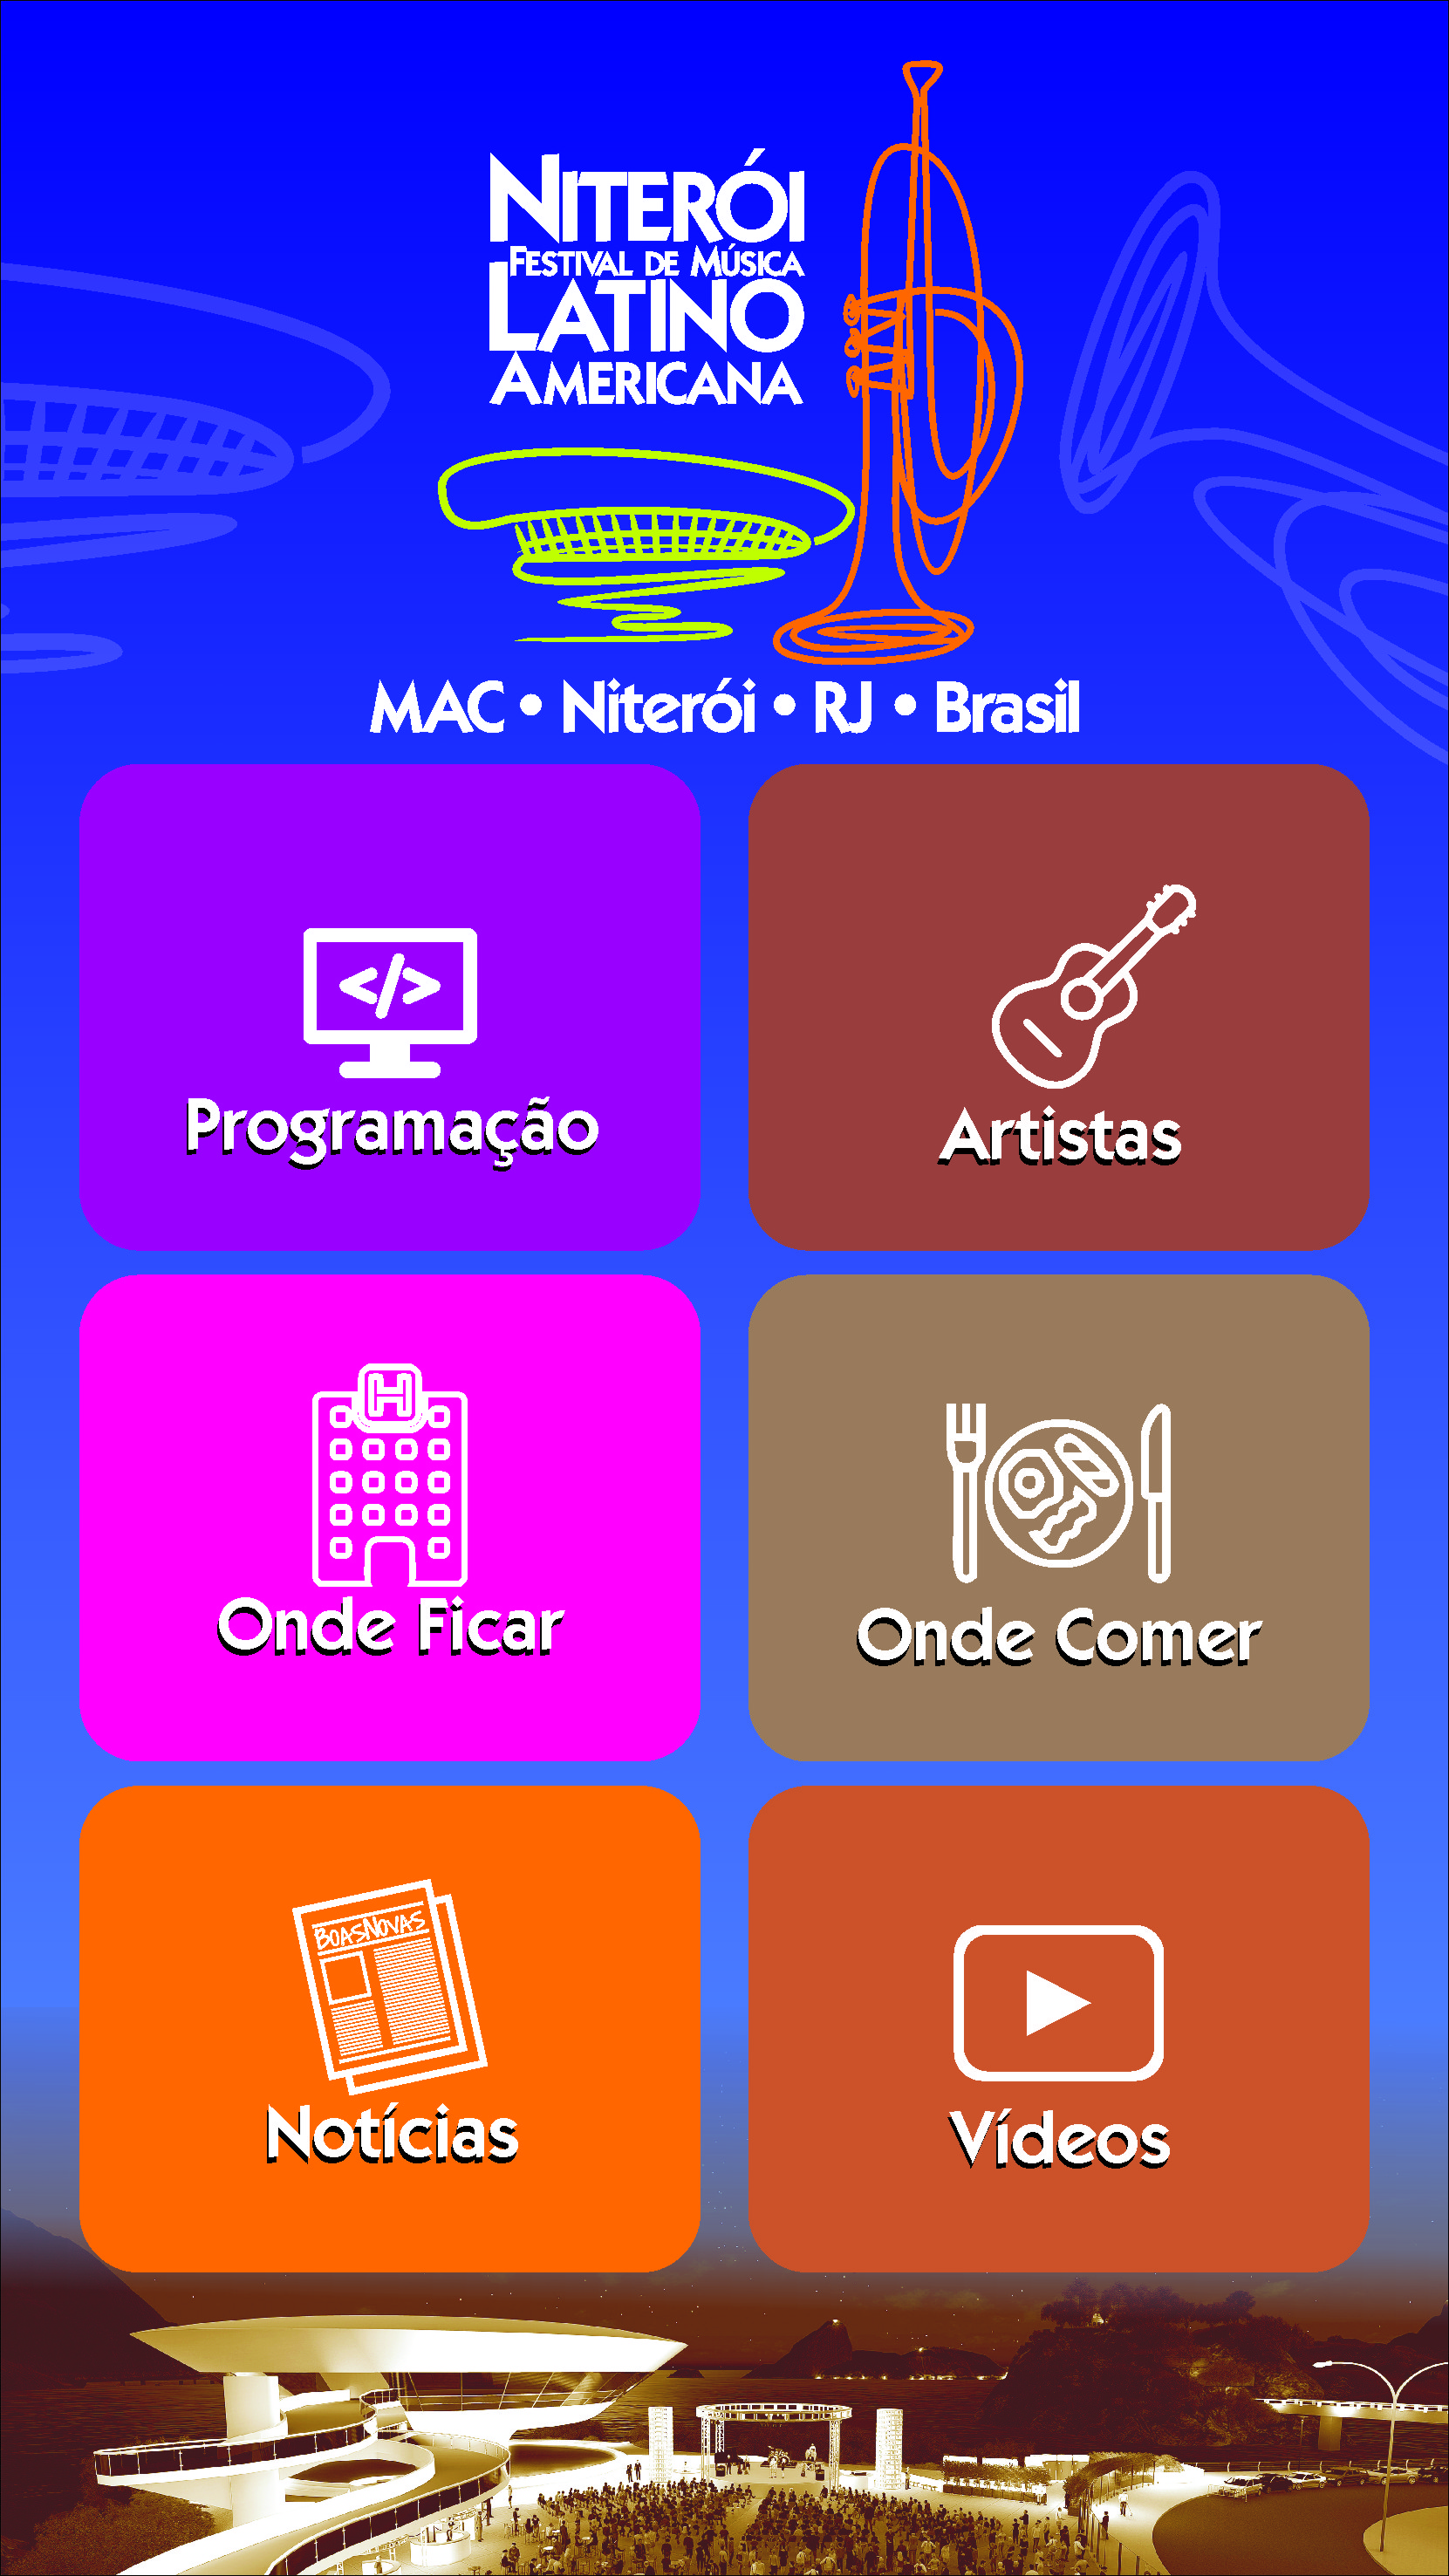 NITERÓI
FESTIVAL DE MÚSICA
LATINO
AMERICANA
MAC • Niterói • RJ • Brasil
</>
Programação
Artistas
H
Onde Ficar
Onde Comer
BOASNOVAS
Notícias
Vídeos